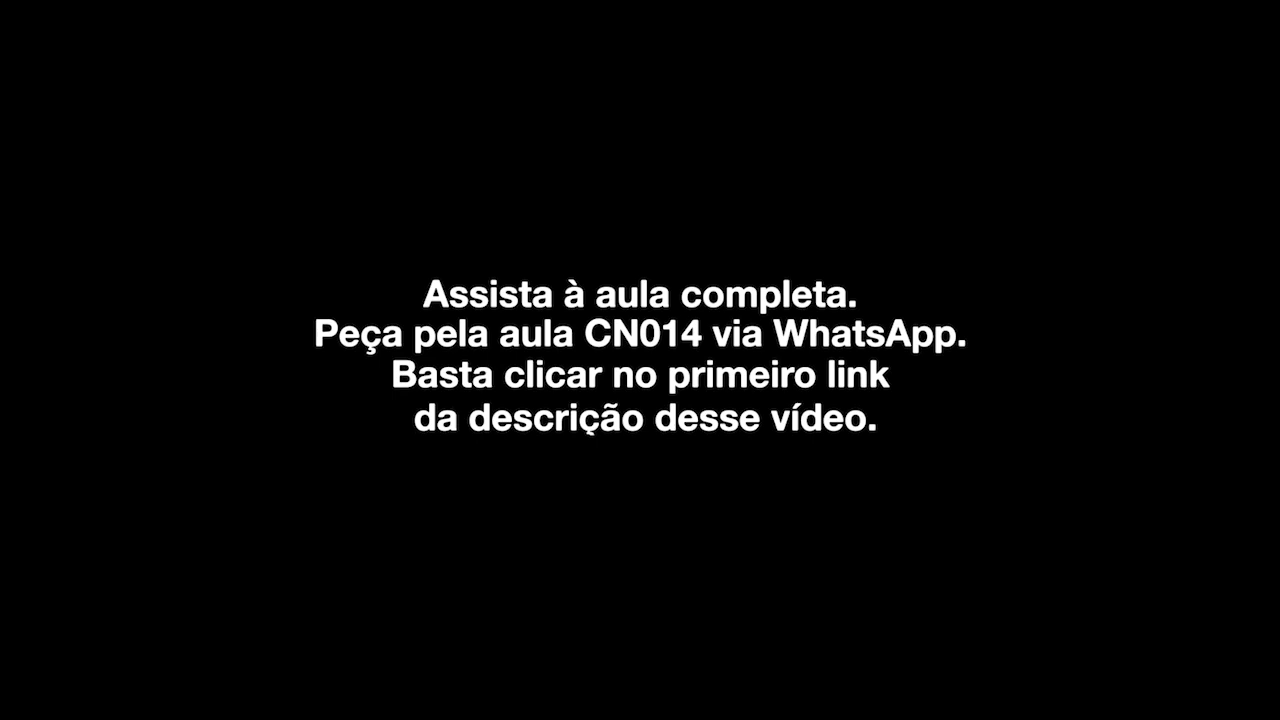 Assista à aula completa.
Peça pela aula CN014 via WhatsApp.
Basta clicar no primeiro link
da descrição desse vídeo.